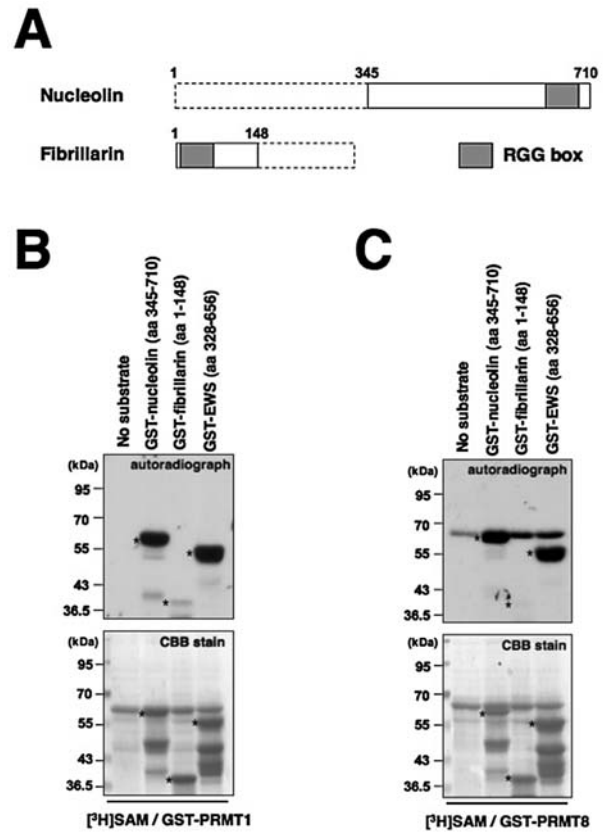 A
1 345 710
Nucleolin
1 148
Fibrillarin
RGG box
B
No substrate
GST-nucleolin (aa 345-710)
GST-fibrillarin (aa 1-148)
GST-EWS (aa 328-656)
(kDa)
autoradiograph
95
70
55
43
36.5
(kDa)
CBB stain
95
70
55
43
36.5
[³H]SAM / GST-PRMT1
C
No substrate
GST-nucleolin (aa 345-710)
GST-fibrillarin (aa 1-148)
GST-EWS (aa 328-656)
(kDa)
autoradiograph
95
70
55
43
36.5
(kDa)
CBB stain
95
70
55
43
36.5
[³H]SAM / GST-PRMT8